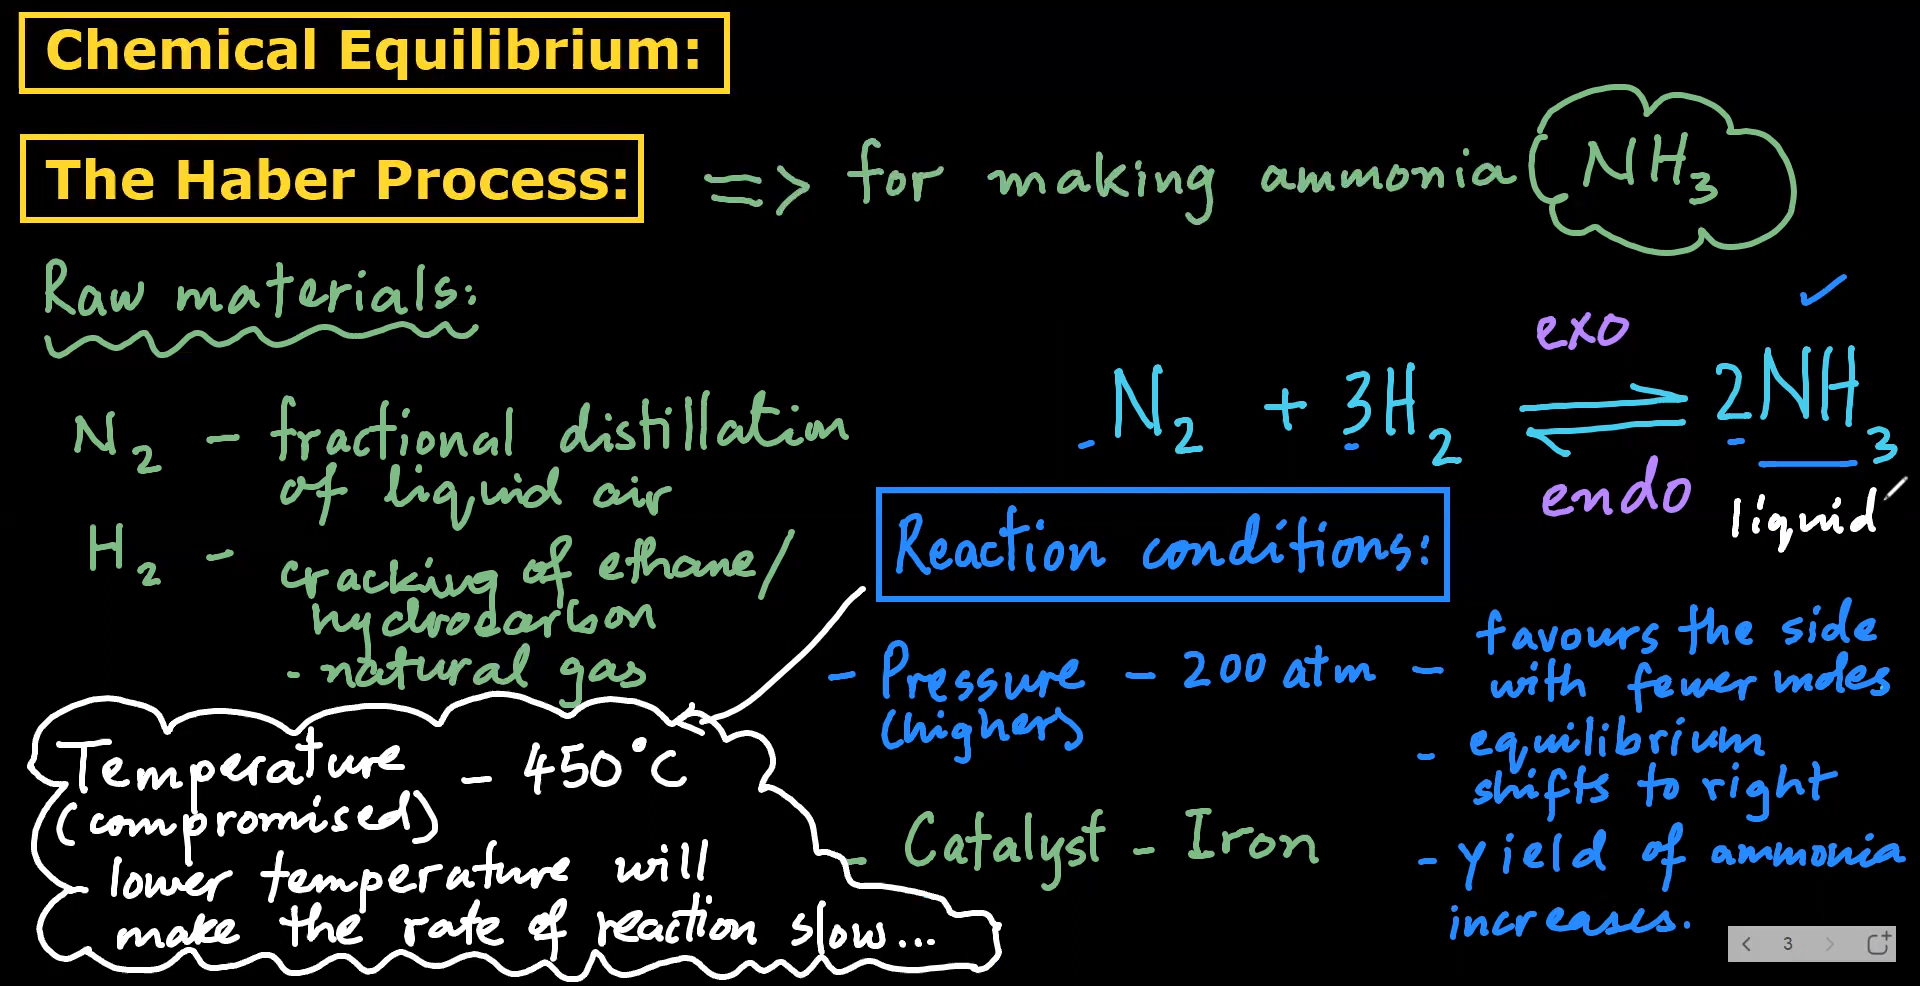 Chemical Equilibrium:
The Haber Process: => for making ammonia NH3
Raw materials:
N2 - fractional distillation
of liquid air
H2 - cracking of ethane/
hydrocarbon
- natural gas
exo
N2 + 3H2 ⇌ 2NH3
endo
liquid
Reaction conditions:
- Pressure - 200 atm - favours the side
(higher)
with fewer moles
- equilibrium
shifts to right
- yield of ammonia
increases.
- Catalyst - Iron
Temperature - 450°C
(compromised)
- lower temperature will
make the rate of reaction slow...
3